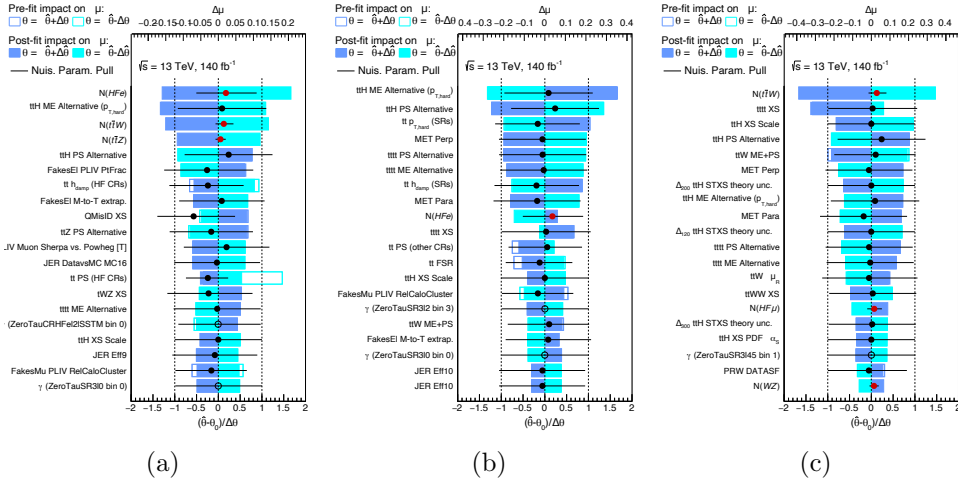 Pre-fit impact on μ:
θ = θ̂+Δθ θ = θ̂-Δθ
Post-fit impact on μ:
θ = θ̂+Δθ̂ θ = θ̂-Δθ̂
Nuis. Param. Pull
Δμ
-0.2 -0.15 -0.1 -0.05 0 0.05 0.1 0.15 0.2
√s = 13 TeV, 140 fb⁻¹
N(HFe)
ttH ME Alternative (p_T,hard)
N(tt̄W)
N(tt̄Z)
ttH PS Alternative
FakesEl PLIV PtFrac
tt h_damp (HF CRs)
FakesEl M-to-T extrap.
QMisID XS
ttZ PS Alternative
LIV Muon Sherpa vs. Powheg [T]
JER DatavsMC MC16
tt PS (HF CRs)
tWZ XS
tttt ME Alternative
(ZeroTauCRHFel2lSSTM bin 0)
ttH XS Scale
JER Eff9
FakesMu PLIV RelCaloCluster
γ (ZeroTauSR3l0 bin 0)
-2 -1.5 -1 -0.5 0 0.5 1 1.5 2
(θ̂-θ₀)/Δθ
(a)
Pre-fit impact on μ:
θ = θ̂+Δθ θ = θ̂-Δθ
Post-fit impact on μ:
θ = θ̂+Δθ̂ θ = θ̂-Δθ̂
Nuis. Param. Pull
Δμ
-0.4 -0.3 -0.2 -0.1 0 0.1 0.2 0.3 0.4
√s = 13 TeV, 140 fb⁻¹
ttH ME Alternative (p_T,hard)
ttH PS Alternative
tt p_T,hard (SRs)
MET Perp
tttt PS Alternative
tttt ME Alternative
tt h_damp (SRs)
MET Para
N(HFe)
tttt XS
tt PS (other CRs)
tt FSR
ttH XS Scale
FakesMu PLIV RelCaloCluster
γ (ZeroTauSR3l2 bin 3)
ttW ME+PS
FakesEl M-to-T extrap.
γ (ZeroTauSR3l0 bin 0)
JER Eff10
JER Eff10
-2 -1.5 -1 -0.5 0 0.5 1 1.5 2
(θ̂-θ₀)/Δθ
(b)
Pre-fit impact on μ:
θ = θ̂+Δθ θ = θ̂-Δθ
Post-fit impact on μ:
θ = θ̂+Δθ̂ θ = θ̂-Δθ̂
Nuis. Param. Pull
Δμ
-0.4 -0.3 -0.2 -0.1 0 0.1 0.2 0.3 0.4
√s = 13 TeV, 140 fb⁻¹
N(tt̄W)
tttt XS
ttH XS Scale
ttH PS Alternative
ttW ME+PS
MET Perp
Δ₂₀₀ ttH STXS theory unc.
ttH ME Alternative (p_T,hard)
MET Para
Δ₁₂₀ ttH STXS theory unc.
tttt PS Alternative
tttt ME Alternative
ttW μ_R
ttWW XS
N(HFμ)
Δ₃₀₀ ttH STXS theory unc.
ttH XS PDF α_S
γ (ZeroTauSR3l45 bin 1)
PRW DATASF
N(WZ)
-2 -1.5 -1 -0.5 0 0.5 1 1.5 2
(θ̂-θ₀)/Δθ
(c)